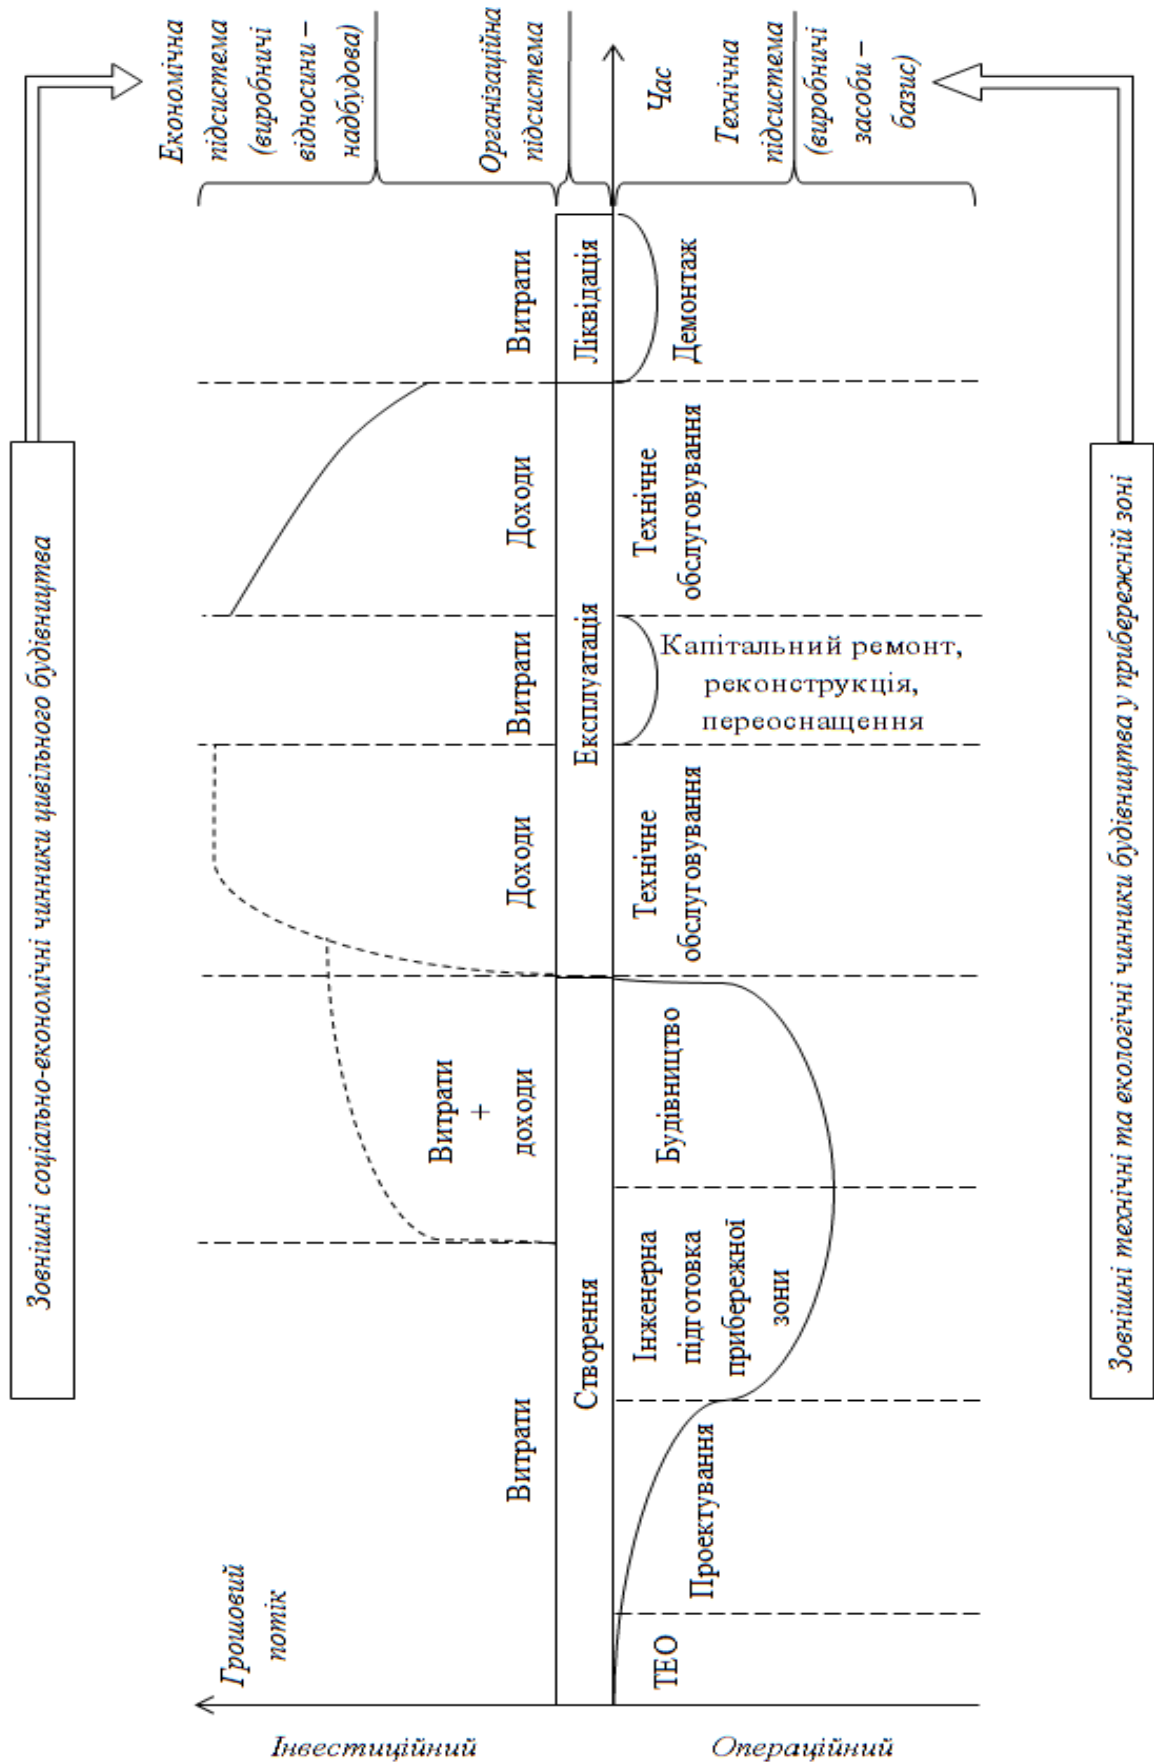 Зовнішні соціально-економічні чинники цивільного будівництва
Грошовий
потік
Економічна
підсистема
(виробничі
відносини –
надбудова)
Інвестиційний
Витрати
Витрати
+
доходи
Доходи
Витрати
Доходи
Витрати
Організаційна
підсистема
Створення
Експлуатація
Ліквідація
Час
Операційний
ТЕО
Проектування
Інженерна
підготовка
прибережної
зони
Будівництво
Технічне
обслуговування
Капітальний ремонт,
реконструкція,
переоснащення
Технічне
обслуговування
Демонтаж
Технічна
підсистема
(виробничі
засоби –
базис)
Зовнішні технічні та екологічні чинники будівництва у прибережній зоні